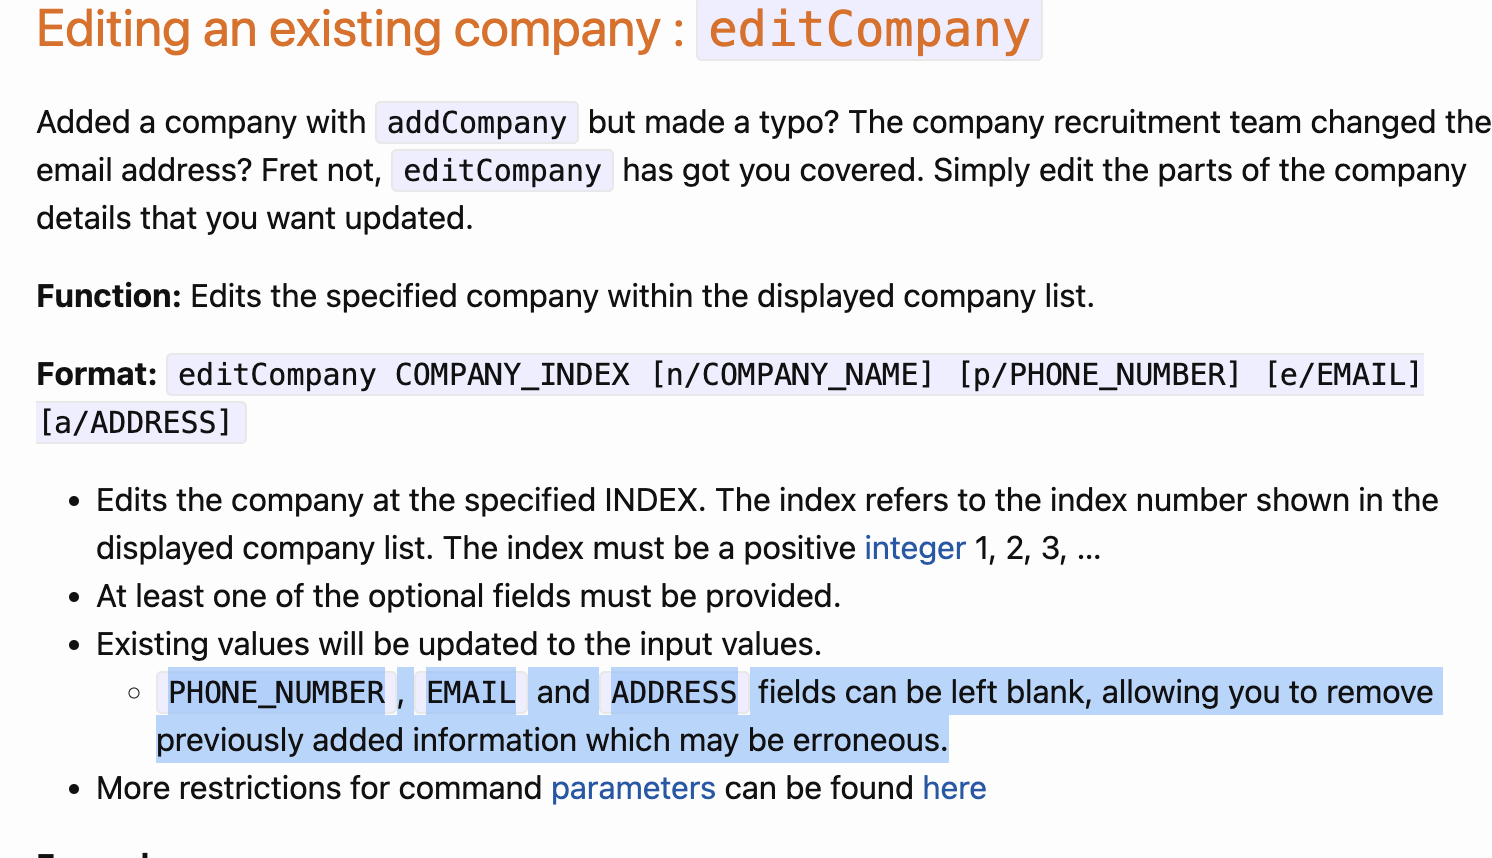 Editing an existing company : editCompany
Added a company with addCompany but made a typo? The company recruitment team changed the
email address? Fret not, editCompany has got you covered. Simply edit the parts of the company
details that you want updated.
Function: Edits the specified company within the displayed company list.
Format: editCompany COMPANY_INDEX [n/COMPANY_NAME] [p/PHONE_NUMBER] [e/EMAIL]
[a/ADDRESS]
• Edits the company at the specified INDEX. The index refers to the index number shown in the
displayed company list. The index must be a positive integer 1, 2, 3, ...
• At least one of the optional fields must be provided.
• Existing values will be updated to the input values.
○ PHONE_NUMBER, EMAIL and ADDRESS fields can be left blank, allowing you to remove
previously added information which may be erroneous.
• More restrictions for command parameters can be found here